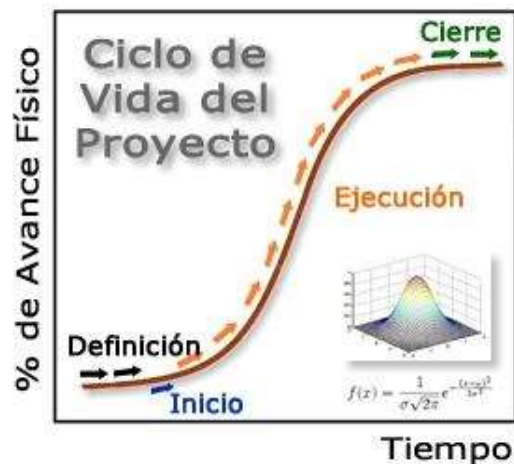 Ciclo de
Vida del
Proyecto
Cierre
Ejecución
Definición
Inicio
% de Avance Físico
Tiempo